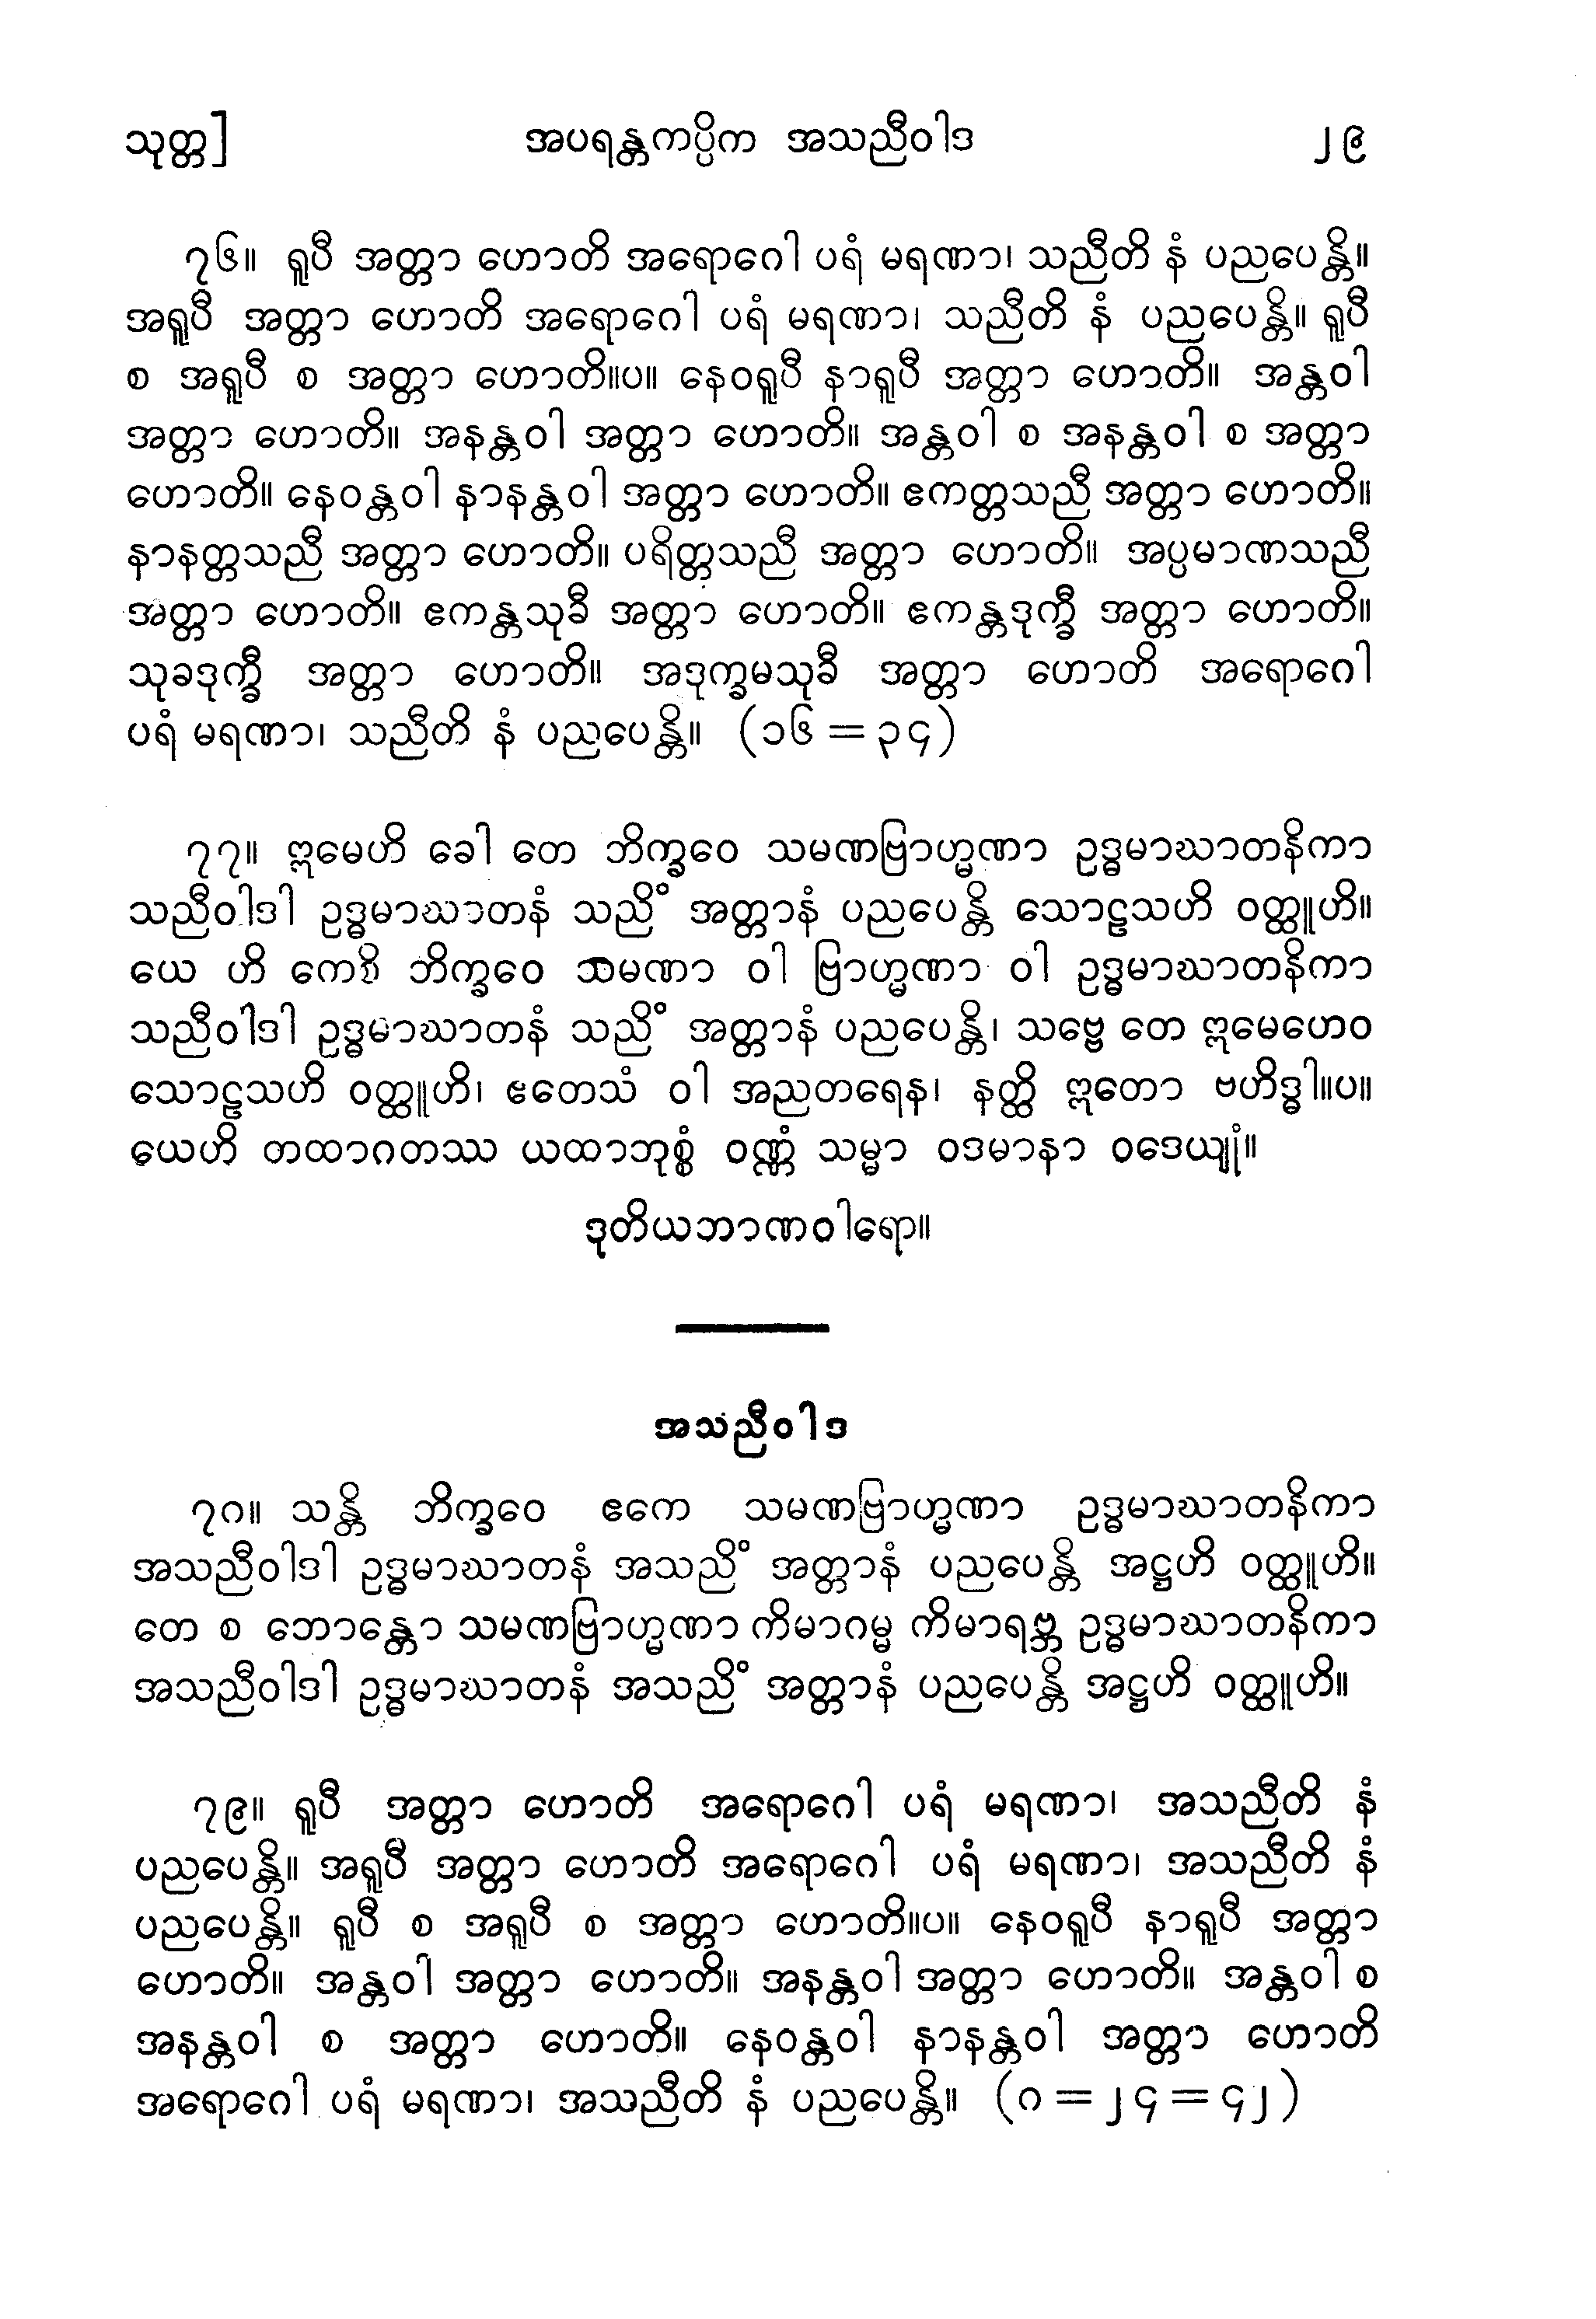 သုတ္တ] အပရန္တကပ္ပိက အသညီဝါဒ ၂၉
၇၆။ ရူပီ အတ္တာ ဟောတိ အရောဂေါ ပရံ မရဏာ၊ သညီတိ နံ ပညပေန္တိ။
အရူပီ အတ္တာ ဟောတိ အရောဂေါ ပရံ မရဏာ၊ သညီတိ နံ ပညပေန္တိ။ ရူပီ
စ အရူပီ စ အတ္တာ ဟောတိ။ပ။ နေဝရူပီ နာရူပီ အတ္တာ ဟောတိ။ အန္တဝါ
အတ္တာ ဟောတိ။ အနန္တဝါ အတ္တာ ဟောတိ။ အန္တဝါ စ အနန္တဝါ စ အတ္တာ
ဟောတိ။ နေဝန္တဝါ နာနန္တဝါ အတ္တာ ဟောတိ။ ဧကတ္တသညီ အတ္တာ ဟောတိ။
နာနတ္တသညီ အတ္တာ ဟောတိ။ ပရိတ္တသညီ အတ္တာ ဟောတိ။ အပ္ပမာဏသညီ
အတ္တာ ဟောတိ။ ဧကန္တသုခီ အတ္တာ ဟောတိ။ ဧကန္တဒုက္ခီ အတ္တာ ဟောတိ။
သုခဒုက္ခီ အတ္တာ ဟောတိ။ အဒုက္ခမသုခီ အတ္တာ ဟောတိ အရောဂေါ
ပရံ မရဏာ၊ သညီတိ နံ ပညပေန္တိ။ (၁၆ = ၃၄)
၇၇။ ဣမေဟိ ခေါ တေ ဘိက္ခဝေ သမဏဗြာဟ္မဏာ ဥဒ္ဓမာဃာတနိကာ
သညီဝါဒါ ဥဒ္ဓမာဃာတနံ သညိံ အတ္တာနံ ပညပေန္တိ သောဠသဟိ ဝတ္ထူဟိ။
ယေ ဟိ ကေစိ ဘိက္ခဝေ သမဏာ ဝါ ဗြာဟ္မဏာ ဝါ ဥဒ္ဓမာဃာတနိကာ
သညီဝါဒါ ဥဒ္ဓမာဃာတနံ သညိံ အတ္တာနံ ပညပေန္တိ၊ သဗ္ဗေ တေ ဣမေဟေဝ
သောဠသဟိ ဝတ္ထူဟိ၊ ဧတေသံ ဝါ အညတရေန၊ နတ္ထိ ဣတော ဗဟိဒ္ဓါ။ပ။
ယေဟိ တထာဂတဿ ယထာဘုစ္စံ ဝဏ္ဏံ သမ္မာ ဝဒမာနာ ဝဒေယျုံ။
ဒုတိယဘာဏဝါရော။
အသညီဝါဒ
၇၈။ သန္တိ ဘိက္ခဝေ ဧကေ သမဏဗြာဟ္မဏာ ဥဒ္ဓမာဃာတနိကာ
အသညီဝါဒါ ဥဒ္ဓမာဃာတနံ အသညိံ အတ္တာနံ ပညပေန္တိ အဋ္ဌဟိ ဝတ္ထူဟိ။
တေ စ ဘောန္တော သမဏဗြာဟ္မဏာ ကိမာဂမ္မ ကိမာရဗ္ဘ ဥဒ္ဓမာဃာတနိကာ
အသညီဝါဒါ ဥဒ္ဓမာဃာတနံ အသညိံ အတ္တာနံ ပညပေန္တိ အဋ္ဌဟိ ဝတ္ထူဟိ။
၇၉။ ရူပီ အတ္တာ ဟောတိ အရောဂေါ ပရံ မရဏာ၊ အသညီတိ နံ
ပညပေန္တိ။ အရူပီ အတ္တာ ဟောတိ အရောဂေါ ပရံ မရဏာ၊ အသညီတိ နံ
ပညပေန္တိ။ ရူပီ စ အရူပီ စ အတ္တာ ဟောတိ။ပ။ နေဝရူပီ နာရူပီ အတ္တာ
ဟောတိ။ အန္တဝါ အတ္တာ ဟောတိ။ အနန္တဝါ အတ္တာ ဟောတိ။ အန္တဝါ စ
အနန္တဝါ စ အတ္တာ ဟောတိ။ နေဝန္တဝါ နာနန္တဝါ အတ္တာ ဟောတိ
အရောဂေါ ပရံ မရဏာ၊ အသညီတိ နံ ပညပေန္တိ။ (၈ = ၂၄ = ၄၂)